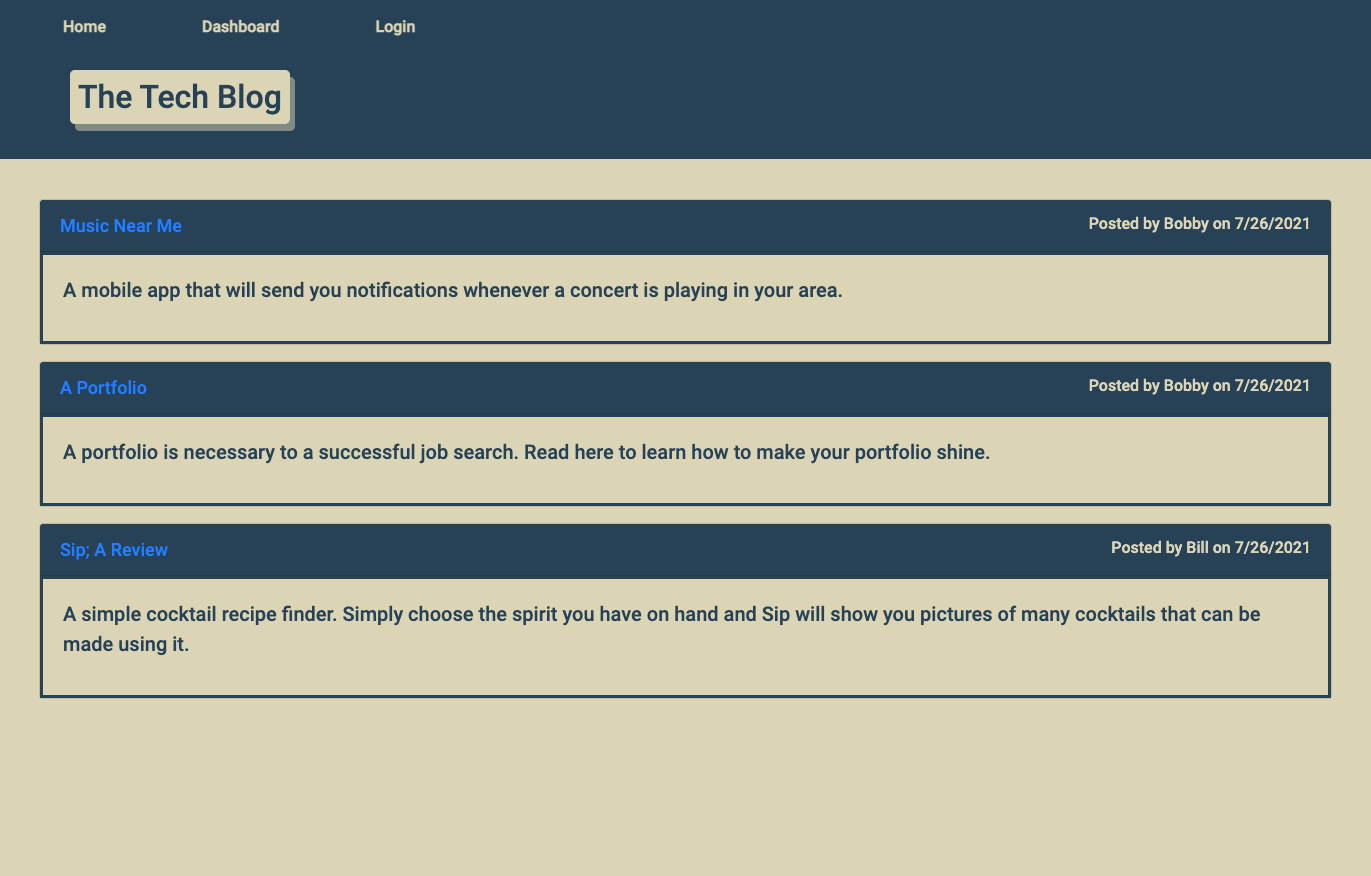 Home Dashboard Login
The Tech Blog
Music Near Me Posted by Bobby on 7/26/2021
A mobile app that will send you notifications whenever a concert is playing in your area.
A Portfolio Posted by Bobby on 7/26/2021
A portfolio is necessary to a successful job search. Read here to learn how to make your portfolio shine.
Sip; A Review Posted by Bill on 7/26/2021
A simple cocktail recipe finder. Simply choose the spirit you have on hand and Sip will show you pictures of many cocktails that can be
made using it.